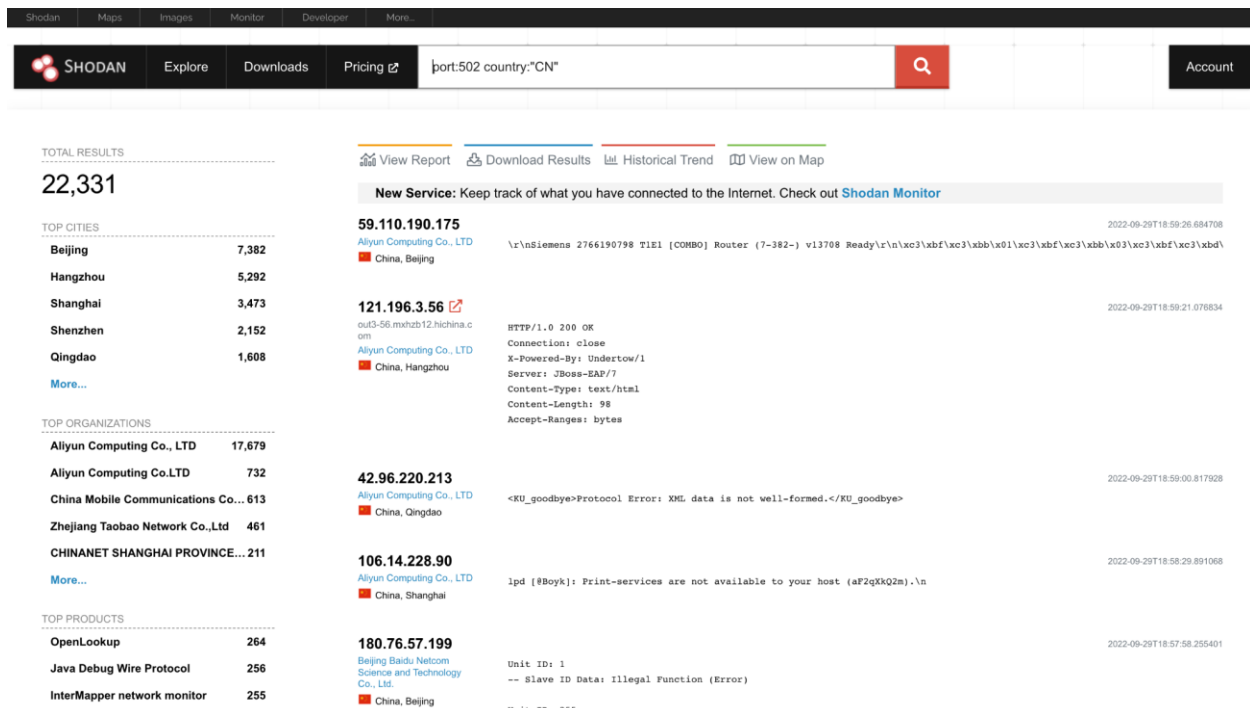 Shodan Maps Images Monitor Developer More...
SHODAN Explore Downloads Pricing port:502 country:"CN" Account
TOTAL RESULTS
22,331
TOP CITIES
Beijing 7,382
Hangzhou 5,292
Shanghai 3,473
Shenzhen 2,152
Qingdao 1,608
More...
TOP ORGANIZATIONS
Aliyun Computing Co., LTD 17,679
Aliyun Computing Co.LTD 732
China Mobile Communications Co... 613
Zhejiang Taobao Network Co.,Ltd 461
CHINANET SHANGHAI PROVINCE... 211
More...
TOP PRODUCTS
OpenLookup 264
Java Debug Wire Protocol 256
InterMapper network monitor 255
View Report Download Results Historical Trend View on Map
New Service: Keep track of what you have connected to the Internet. Check out Shodan Monitor
59.110.190.175
Aliyun Computing Co., LTD
China, Beijing
2022-09-29T18:59:26.684708
\r\nSiemens 2766190798 T1E1 [COMBO] Router (7-382-) v13708 Ready\r\n\xc3\xbf\xc3\xbb\x01\xc3\xbf\xc3\xbb\x03\xc3\xbf\xc3\xbd\
121.196.3.56
out3-56.mxhzb12.hichina.c
om
Aliyun Computing Co., LTD
China, Hangzhou
2022-09-29T18:59:21.076834
HTTP/1.0 200 OK
Connection: close
X-Powered-By: Undertow/1
Server: JBoss-EAP/7
Content-Type: text/html
Content-Length: 98
Accept-Ranges: bytes
42.96.220.213
Aliyun Computing Co., LTD
China, Qingdao
2022-09-29T18:59:00.817928
<KU_goodbye>Protocol Error: XML data is not well-formed.</KU_goodbye>
106.14.228.90
Aliyun Computing Co., LTD
China, Shanghai
2022-09-29T18:58:29.891068
lpd [@Boyk]: Print-services are not available to your host (aF2qXkQ2m).\n
180.76.57.199
Beijing Baidu Netcom
Science and Technology
Co., Ltd.
China, Beijing
2022-09-29T18:57:58.255401
Unit ID: 1
-- Slave ID Data: Illegal Function (Error)